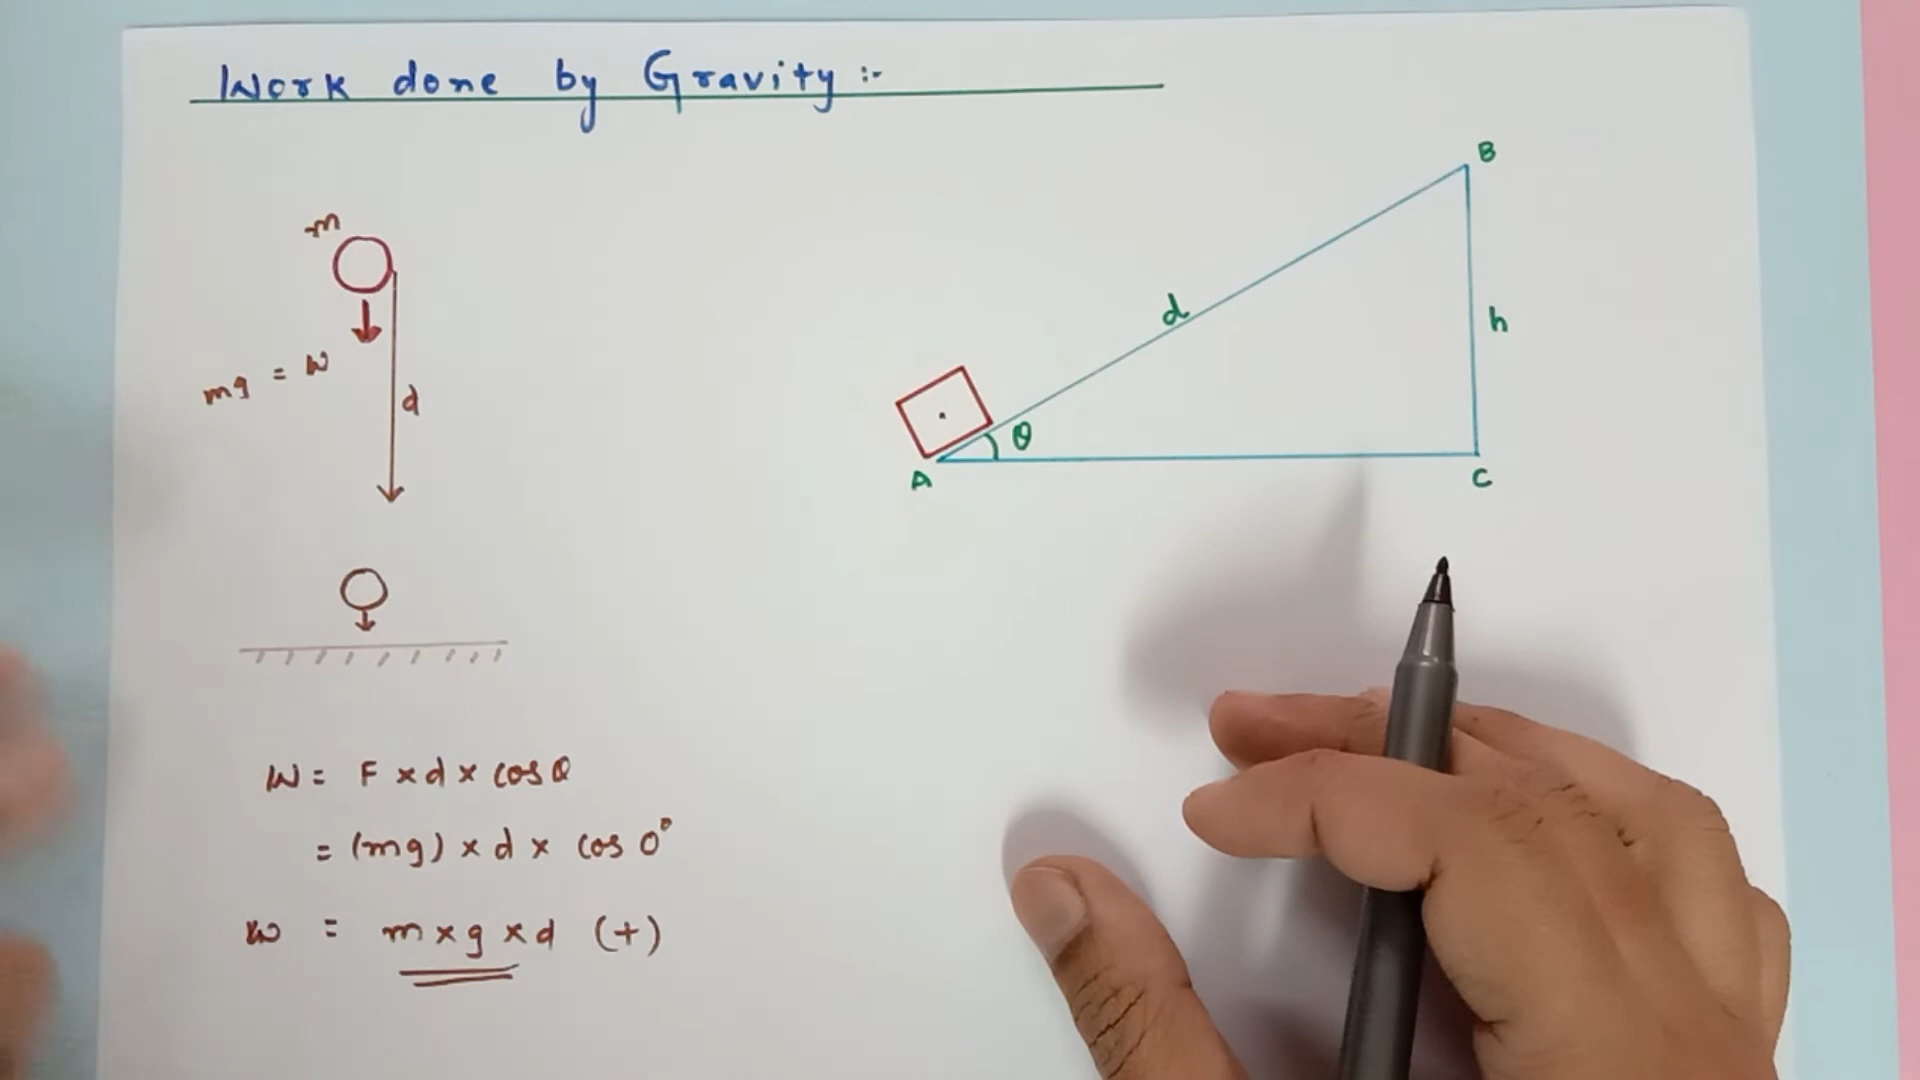 Work done by Gravity :-
m
mg = W
d
B
d
h
θ
A
C
W = F × d × cos θ
= (mg) × d × cos 0°
W = m × g × d (+)